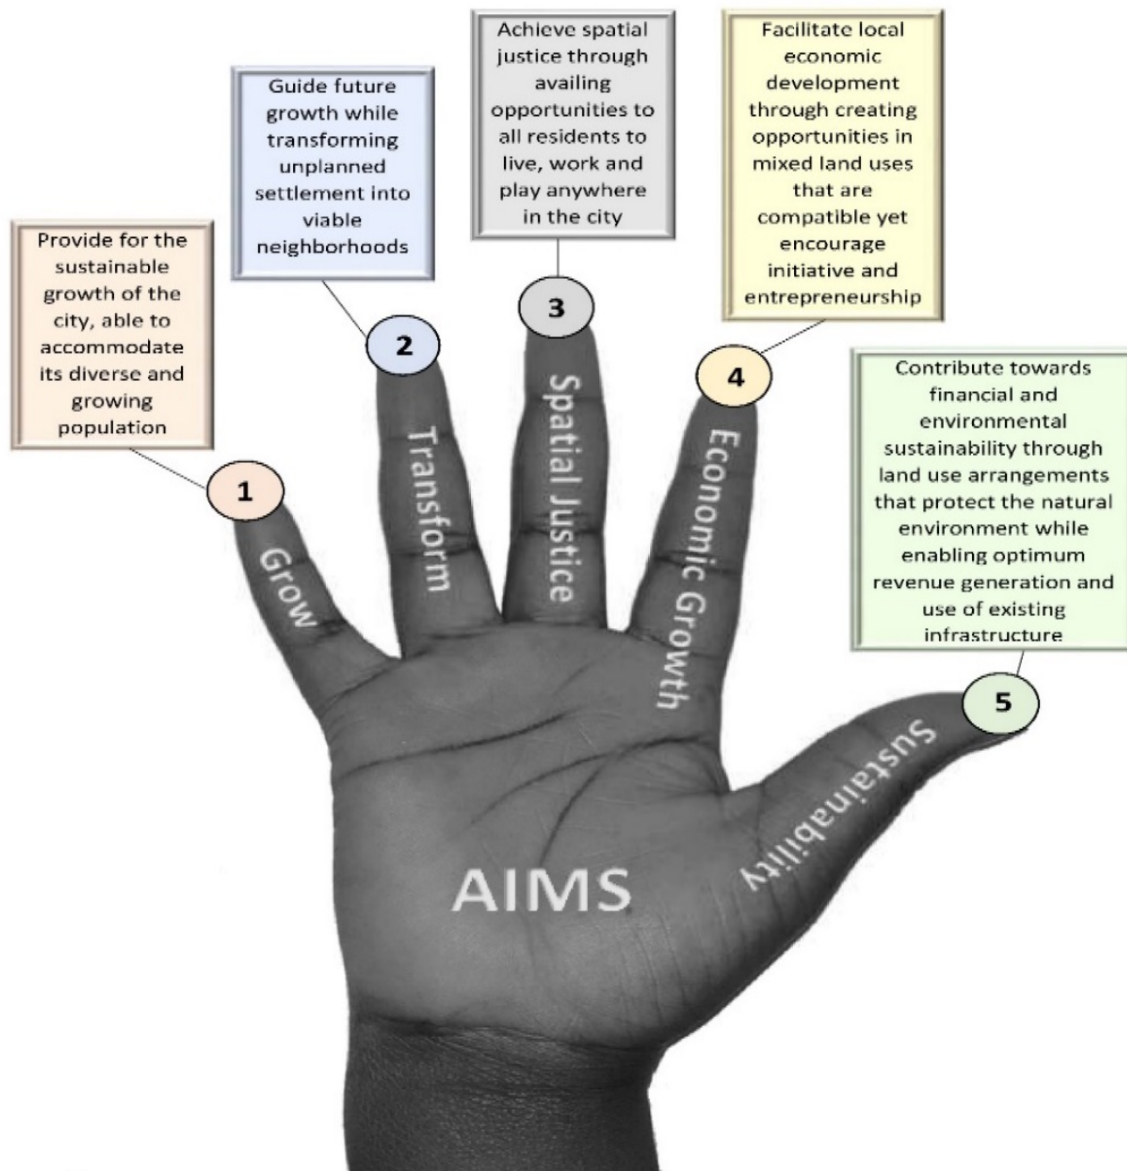 Provide for the
sustainable
growth of the
city, able to
accommodate
its diverse and
growing
population
1
Grow
Guide future
growth while
transforming
unplanned
settlement into
viable
neighborhoods
2
Transform
Achieve spatial
justice through
availing
opportunities to
all residents to
live, work and
play anywhere
in the city
3
Spatial Justice
Facilitate local
economic
development
through creating
opportunities in
mixed land uses
that are
compatible yet
encourage
initiative and
entrepreneurship
4
Economic Growth
Contribute towards
financial and
environmental
sustainability through
land use arrangements
that protect the natural
environment while
enabling optimum
revenue generation and
use of existing
infrastructure
5
Sustainability
AIMS